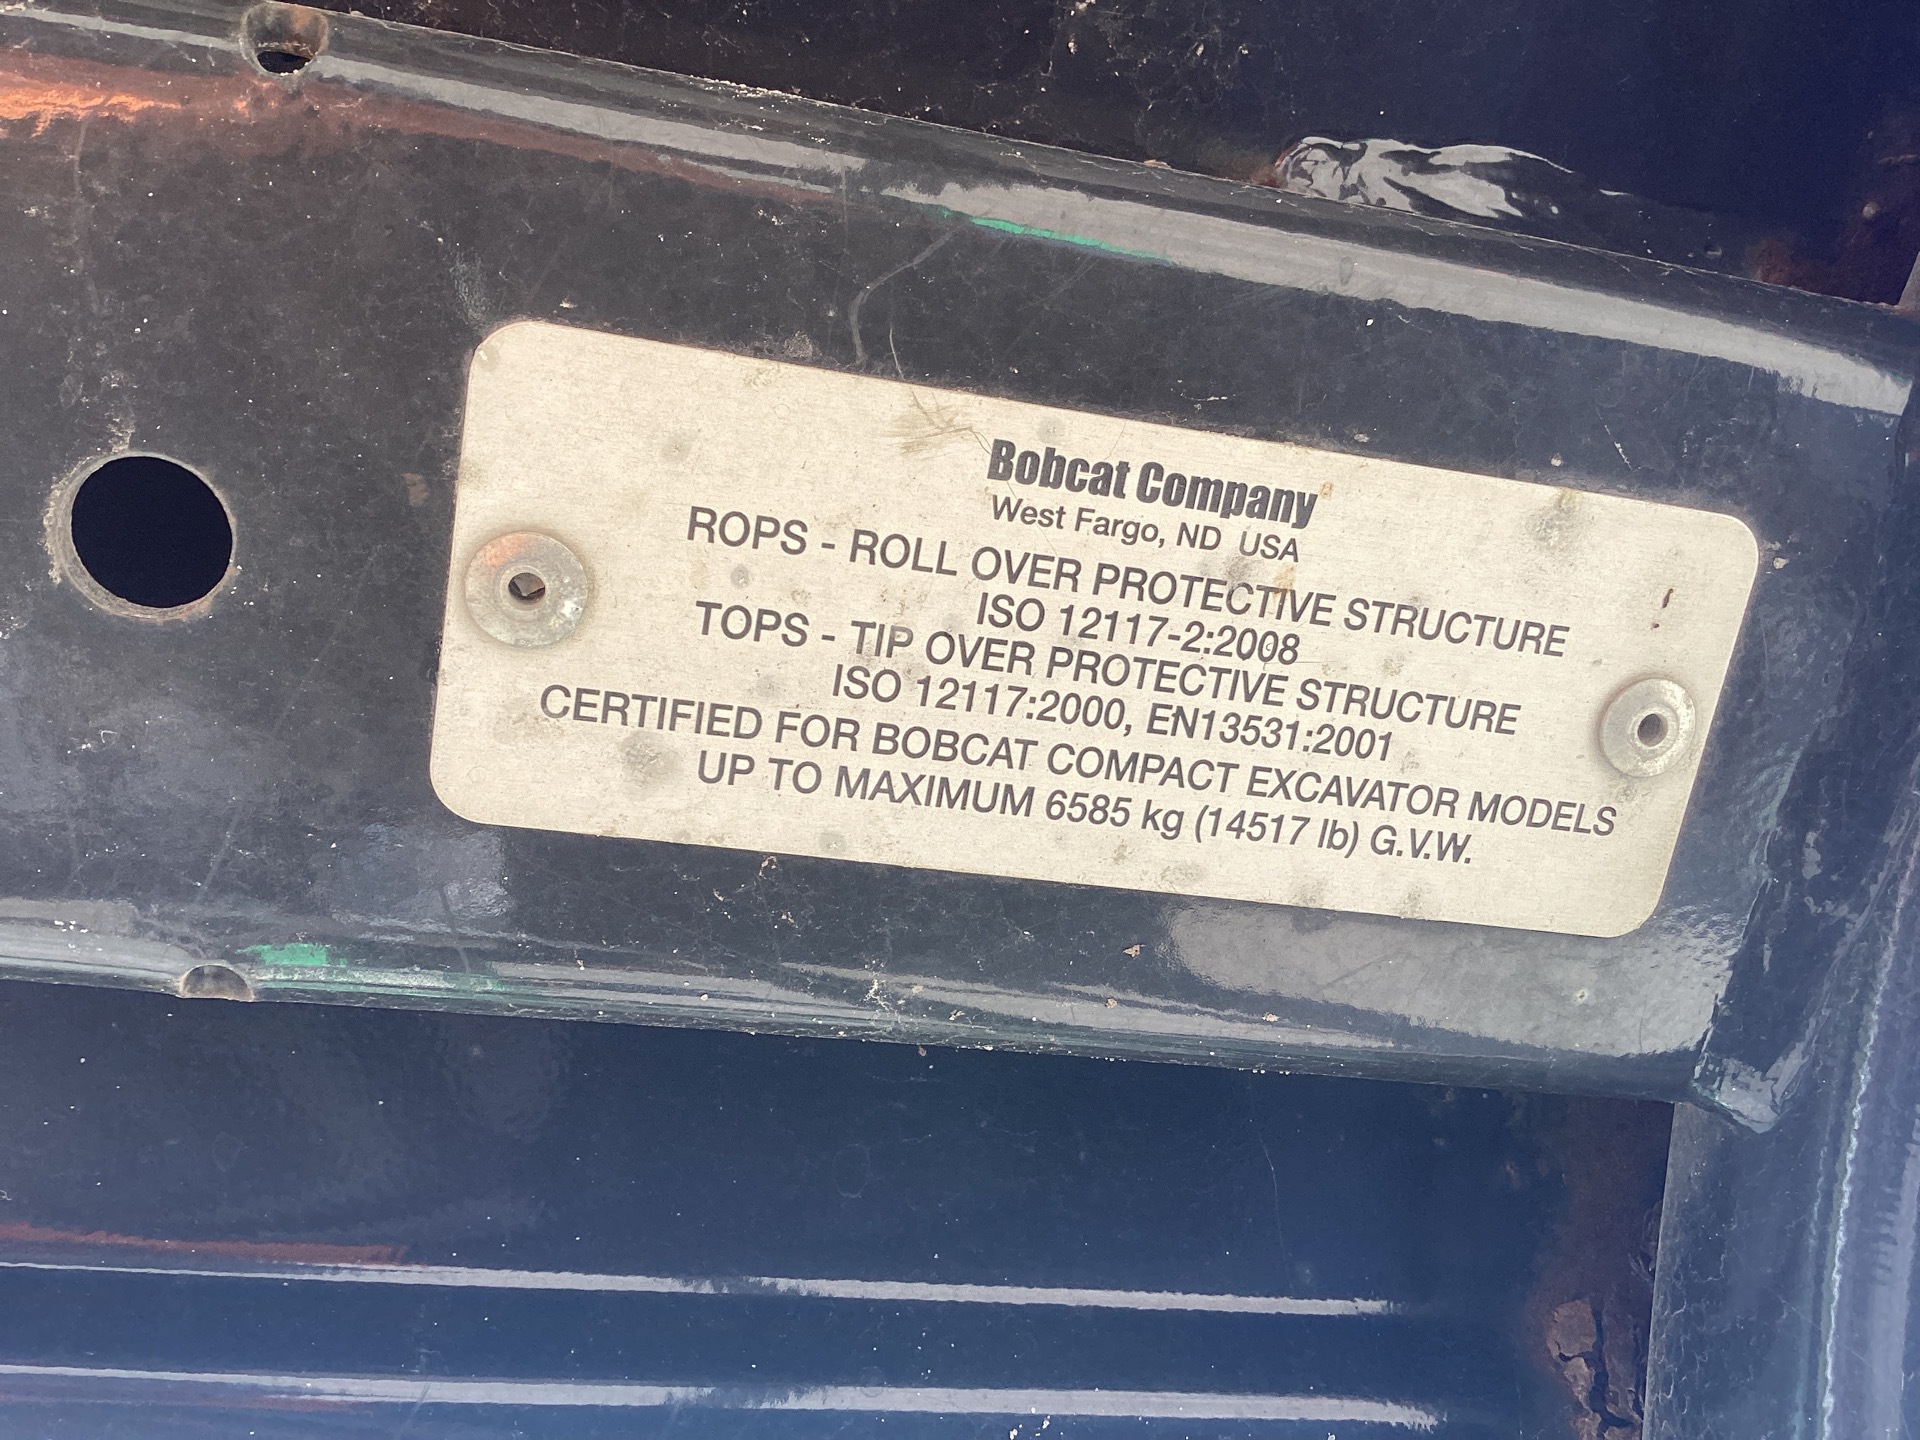 Bobcat Company
West Fargo, ND USA
ROPS - ROLL OVER PROTECTIVE STRUCTURE
ISO 12117-2:2008
TOPS - TIP OVER PROTECTIVE STRUCTURE
ISO 12117:2000, EN13531:2001
CERTIFIED FOR BOBCAT COMPACT EXCAVATOR MODELS
UP TO MAXIMUM 6585 kg (14517 lb) G.V.W.